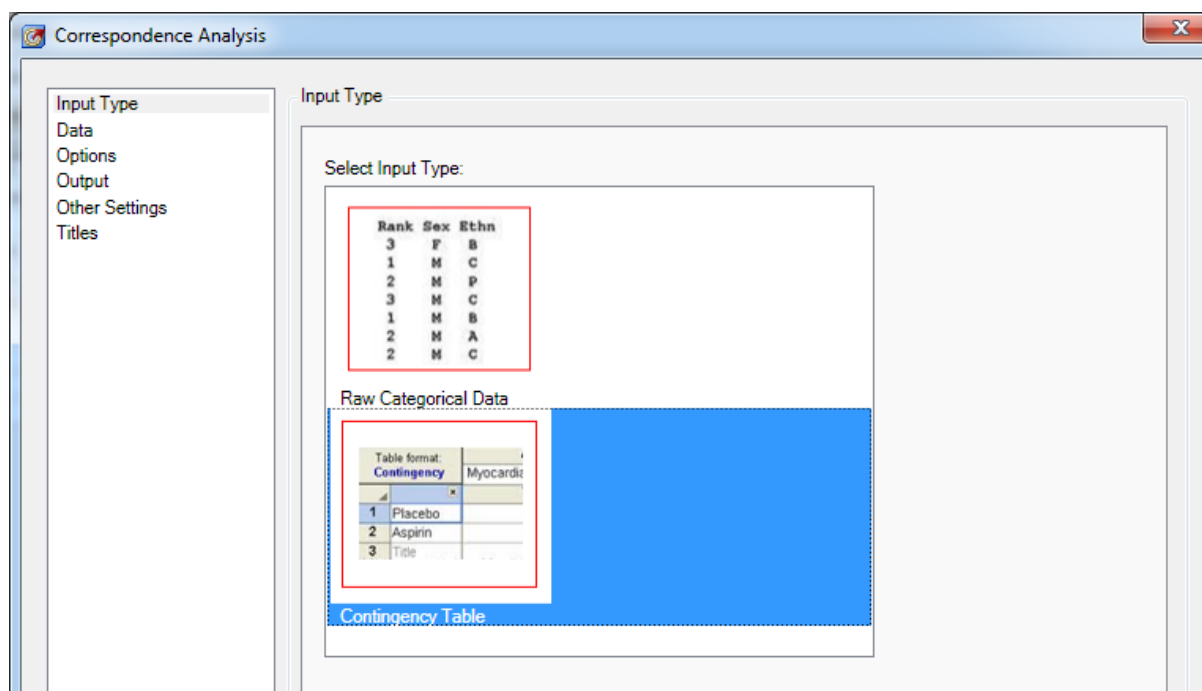 Correspondence Analysis
Input Type
Data
Options
Output
Other Settings
Titles
Input Type
Select Input Type:
Rank Sex Ethn
3 F B
1 M C
2 M P
3 M C
1 M B
2 M A
2 M C
Raw Categorical Data
Table format:
Contingency
Myocardia
1 Placebo
2 Aspirin
3 Title
Contingency Table